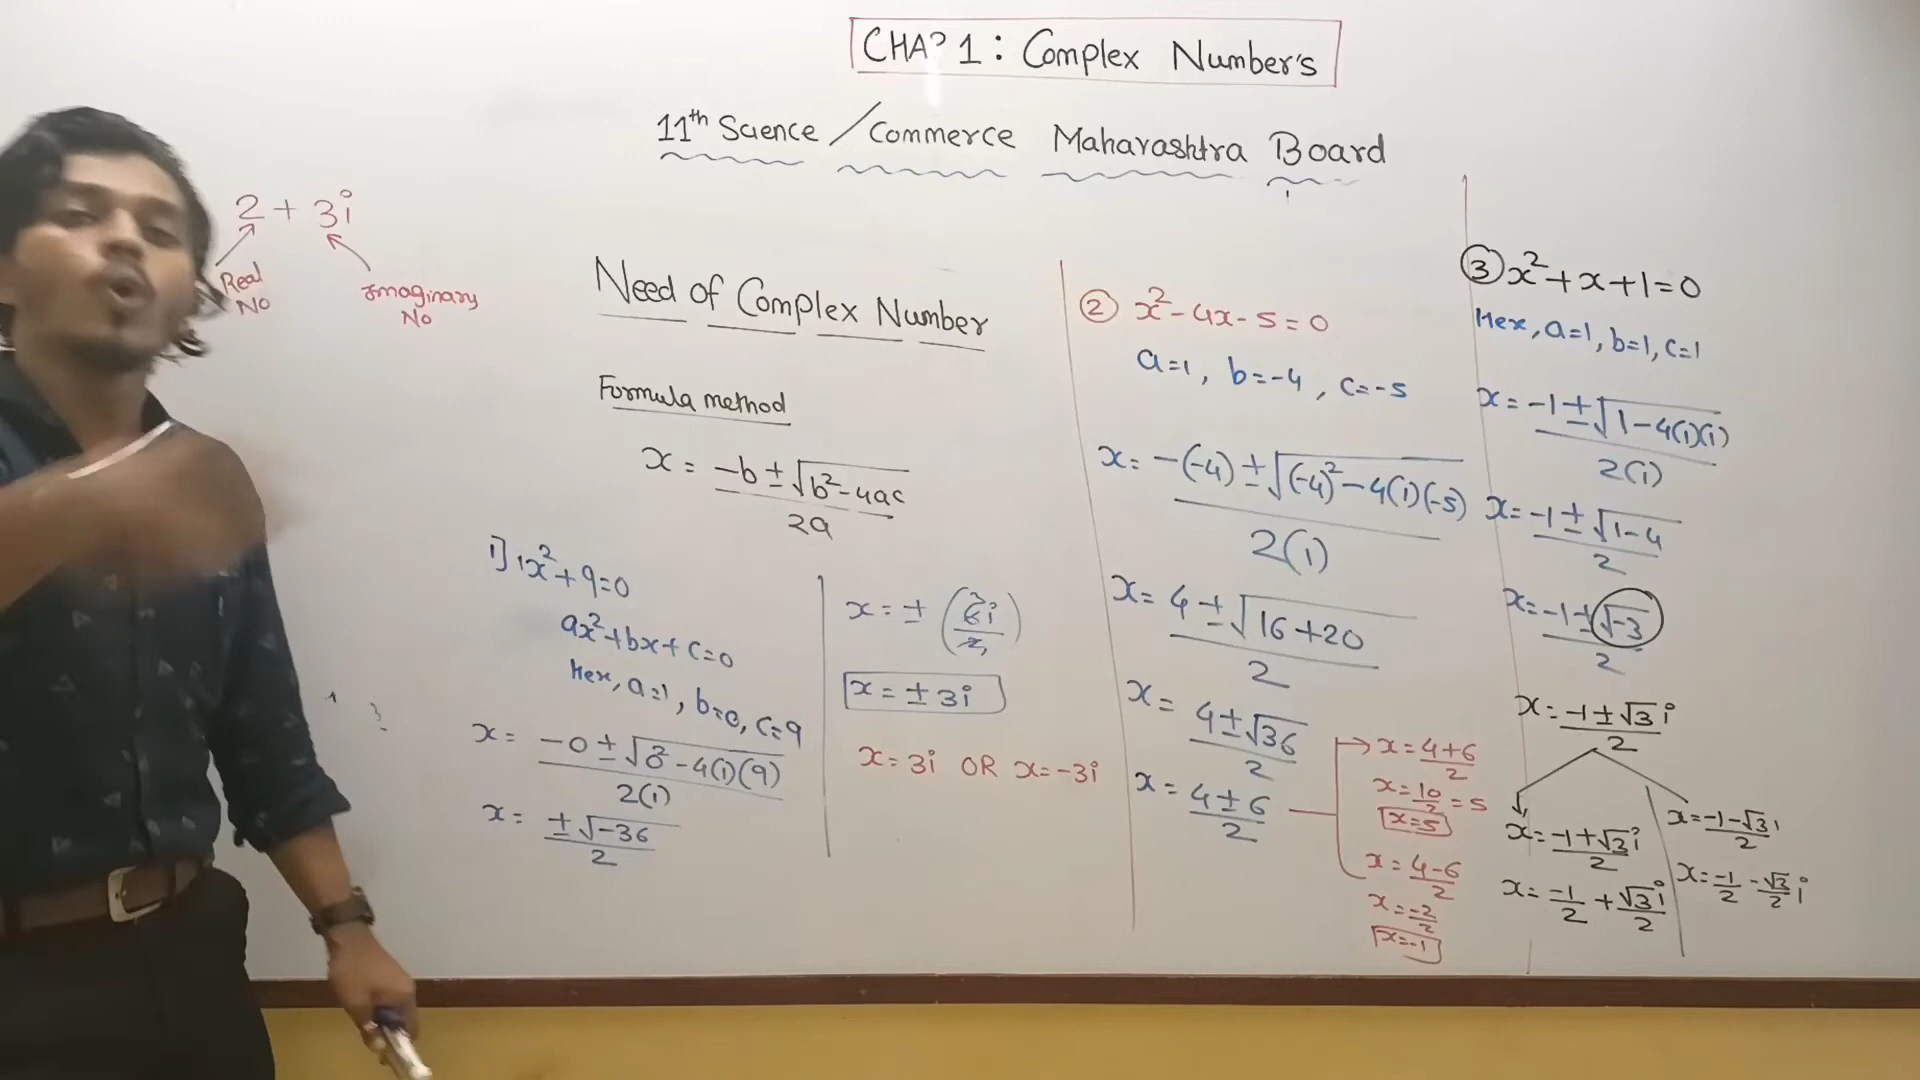 CHAP 1 : Complex Number's
11th Science / Commerce Maharashtra Board
2 + 3i
Real No
Imaginary No
Need of Complex Number
Formula method
x = (-b ± √(b² - 4ac)) / 2a
1] 1x² + 9 = 0
ax² + bx + c = 0
Her, a=1, b=0, c=9
x = (-0 ± √(0² - 4(1)(9))) / 2(1)
x = ±√-36 / 2
x = ± (6i / 2)
x = ± 3i
x = 3i OR x = -3i
② x² - 4x - 5 = 0
a=1, b=-4, c=-5
x = (-(-4) ± √((-4)² - 4(1)(-5))) / 2(1)
x = (4 ± √(16+20)) / 2
x = (4 ± √36) / 2
x = (4 ± 6) / 2
x = (4+6) / 2
x = 10/2 = 5
x=5
x = (4-6) / 2
x = -2/2
x=-1
③ x² + x + 1 = 0
Her, a=1, b=1, c=1
x = (-1 ± √(1 - 4(1)(1))) / 2(1)
x = (-1 ± √(1-4)) / 2
x = (-1 ± √-3) / 2
x = (-1 ± √3 i) / 2
x = (-1 + √3 i) / 2
x = -1/2 + √3 i/2
x = (-1 - √3 i) / 2
x = -1/2 - √3/2 i